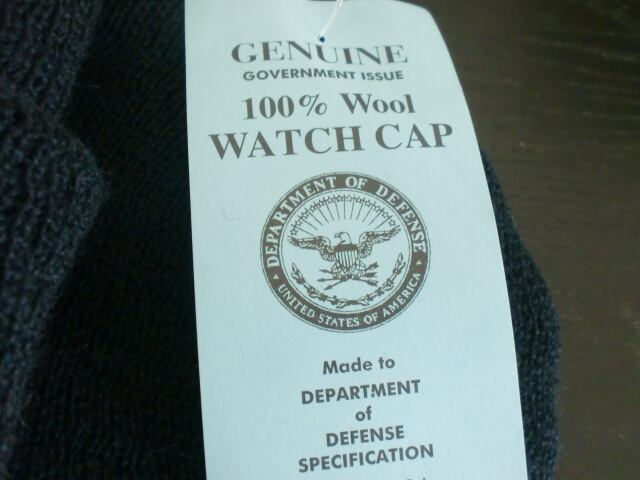 GENUINE
GOVERNMENT ISSUE
100% Wool
WATCH CAP
DEPARTMENT OF DEFENSE
UNITED STATES OF AMERICA
Made to
DEPARTMENT
of
DEFENSE
SPECIFICATION